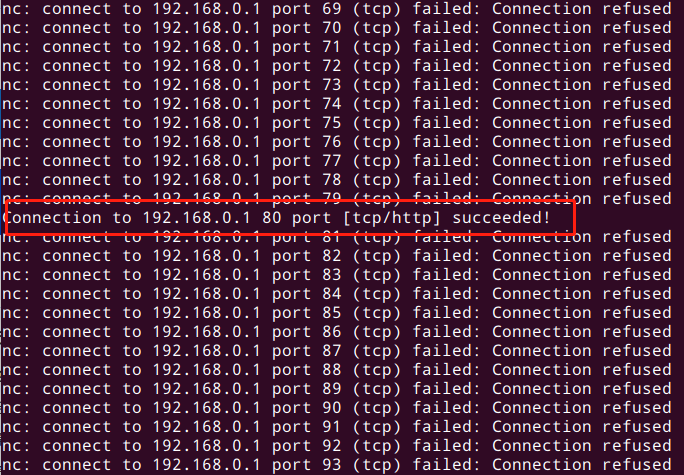 nc: connect to 192.168.0.1 port 69 (tcp) failed: Connection refused
nc: connect to 192.168.0.1 port 70 (tcp) failed: Connection refused
nc: connect to 192.168.0.1 port 71 (tcp) failed: Connection refused
nc: connect to 192.168.0.1 port 72 (tcp) failed: Connection refused
nc: connect to 192.168.0.1 port 73 (tcp) failed: Connection refused
nc: connect to 192.168.0.1 port 74 (tcp) failed: Connection refused
nc: connect to 192.168.0.1 port 75 (tcp) failed: Connection refused
nc: connect to 192.168.0.1 port 76 (tcp) failed: Connection refused
nc: connect to 192.168.0.1 port 77 (tcp) failed: Connection refused
nc: connect to 192.168.0.1 port 78 (tcp) failed: Connection refused
nc: connect to 192.168.0.1 port 79 (tcp) failed: Connection refused
Connection to 192.168.0.1 80 port [tcp/http] succeeded!
nc: connect to 192.168.0.1 port 81 (tcp) failed: Connection refused
nc: connect to 192.168.0.1 port 82 (tcp) failed: Connection refused
nc: connect to 192.168.0.1 port 83 (tcp) failed: Connection refused
nc: connect to 192.168.0.1 port 84 (tcp) failed: Connection refused
nc: connect to 192.168.0.1 port 85 (tcp) failed: Connection refused
nc: connect to 192.168.0.1 port 86 (tcp) failed: Connection refused
nc: connect to 192.168.0.1 port 87 (tcp) failed: Connection refused
nc: connect to 192.168.0.1 port 88 (tcp) failed: Connection refused
nc: connect to 192.168.0.1 port 89 (tcp) failed: Connection refused
nc: connect to 192.168.0.1 port 90 (tcp) failed: Connection refused
nc: connect to 192.168.0.1 port 91 (tcp) failed: Connection refused
nc: connect to 192.168.0.1 port 92 (tcp) failed: Connection refused
nc: connect to 192.168.0.1 port 93 (tcp) failed: Connection refused